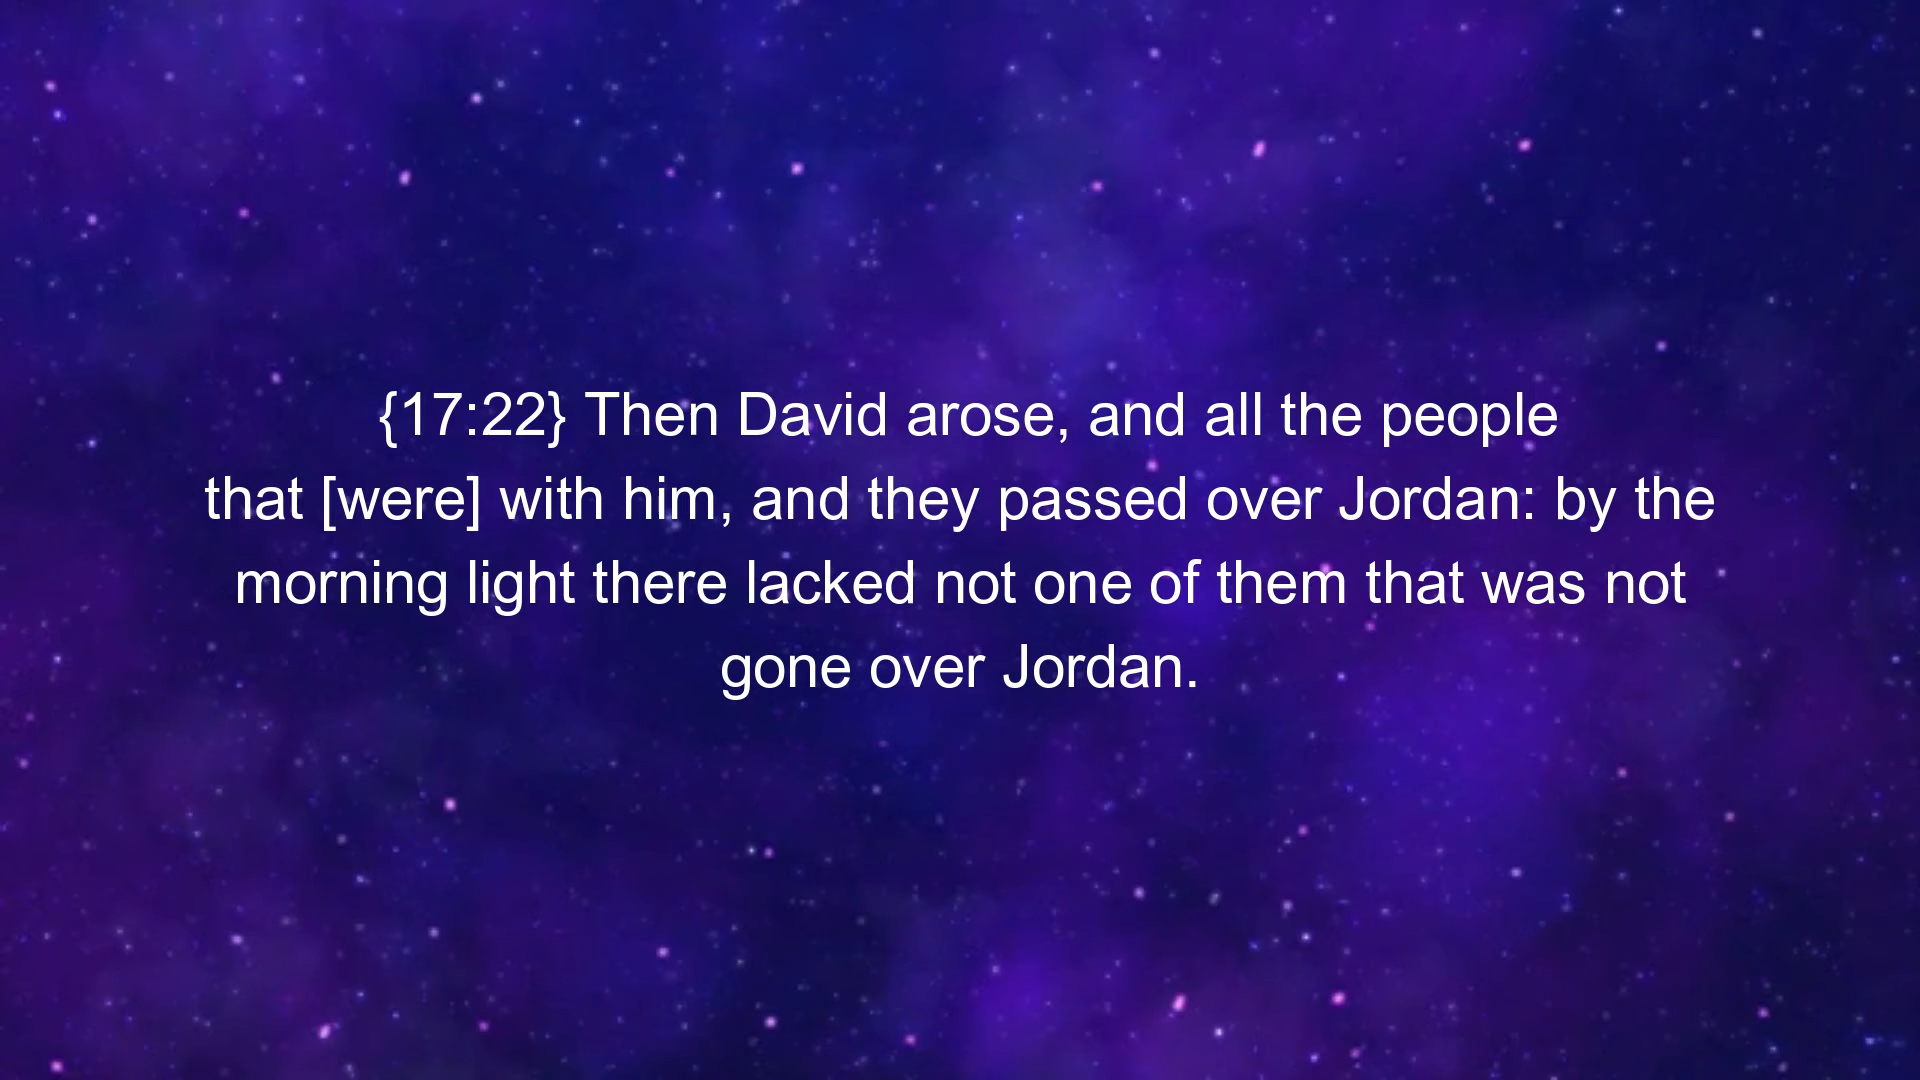 {17:22} Then David arose, and all the people
that [were] with him, and they passed over Jordan: by the
morning light there lacked not one of them that was not
gone over Jordan.